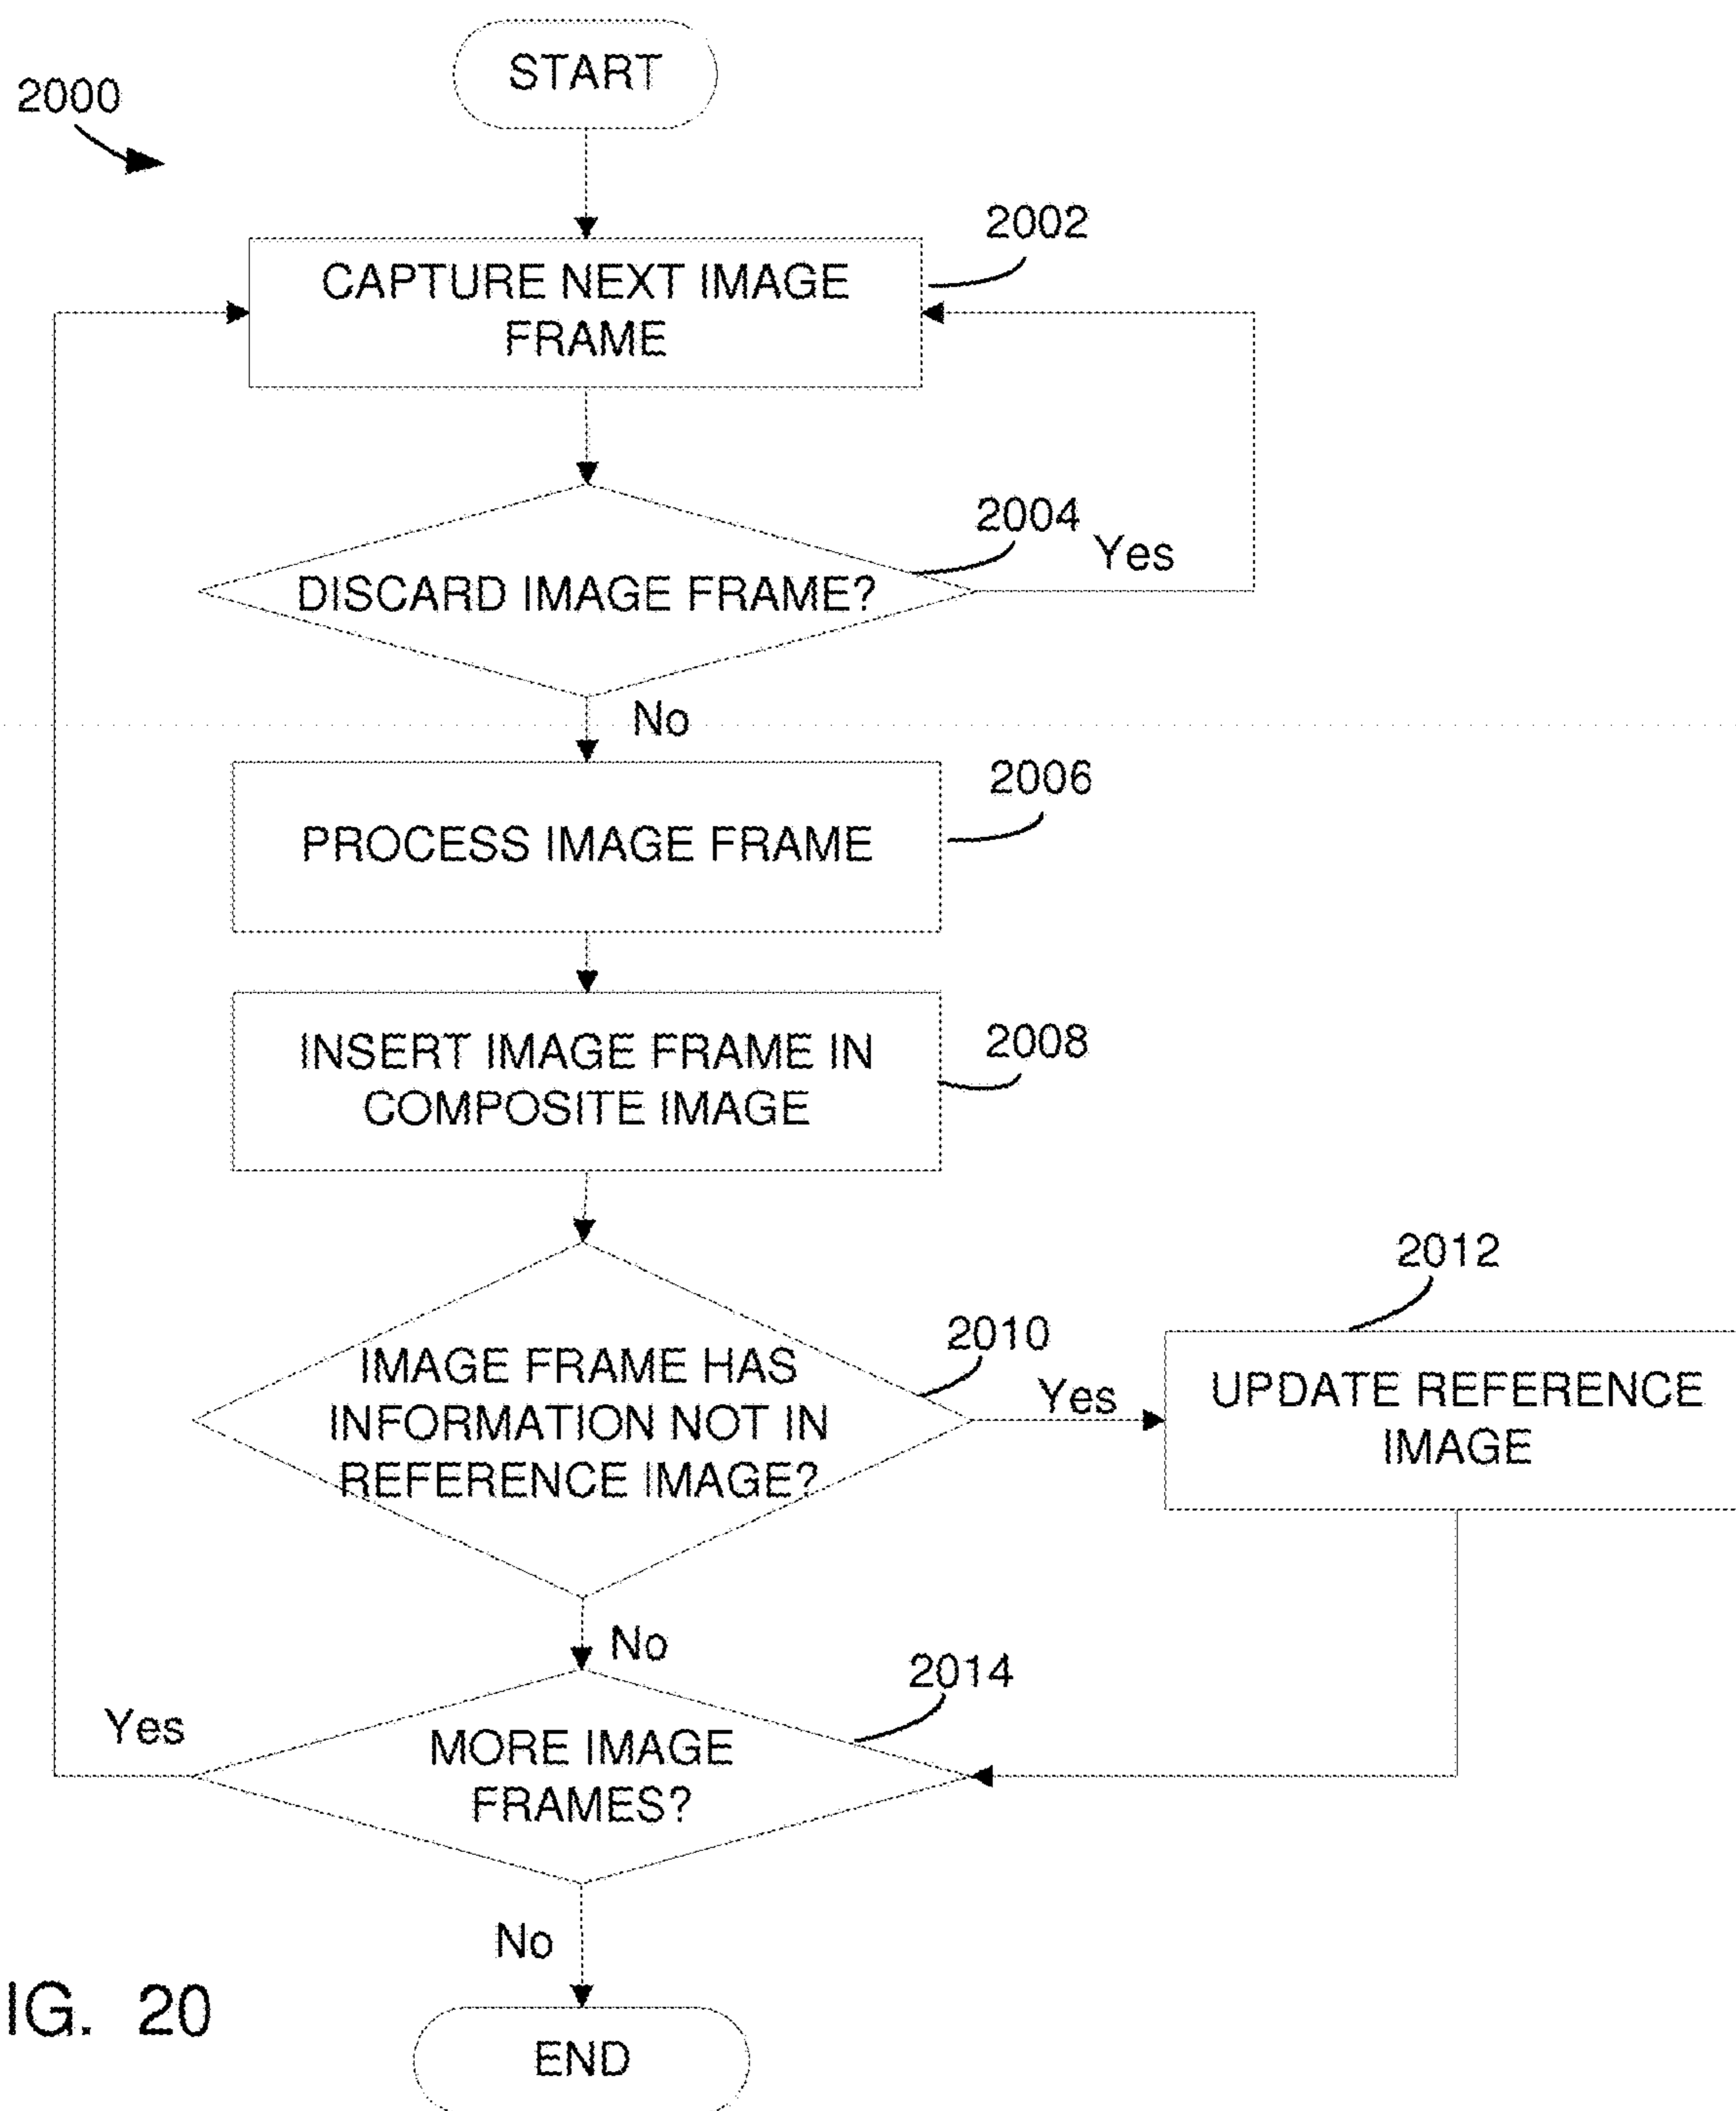 START
2000
2002
CAPTURE NEXT IMAGE
FRAME
2004
Yes
DISCARD IMAGE FRAME?
No
2006
PROCESS IMAGE FRAME
2008
INSERT IMAGE FRAME IN
COMPOSITE IMAGE
2010
IMAGE FRAME HAS
INFORMATION NOT IN
REFERENCE IMAGE?
Yes
2012
UPDATE REFERENCE
IMAGE
No
2014
Yes
MORE IMAGE
FRAMES?
No
IG. 20
END